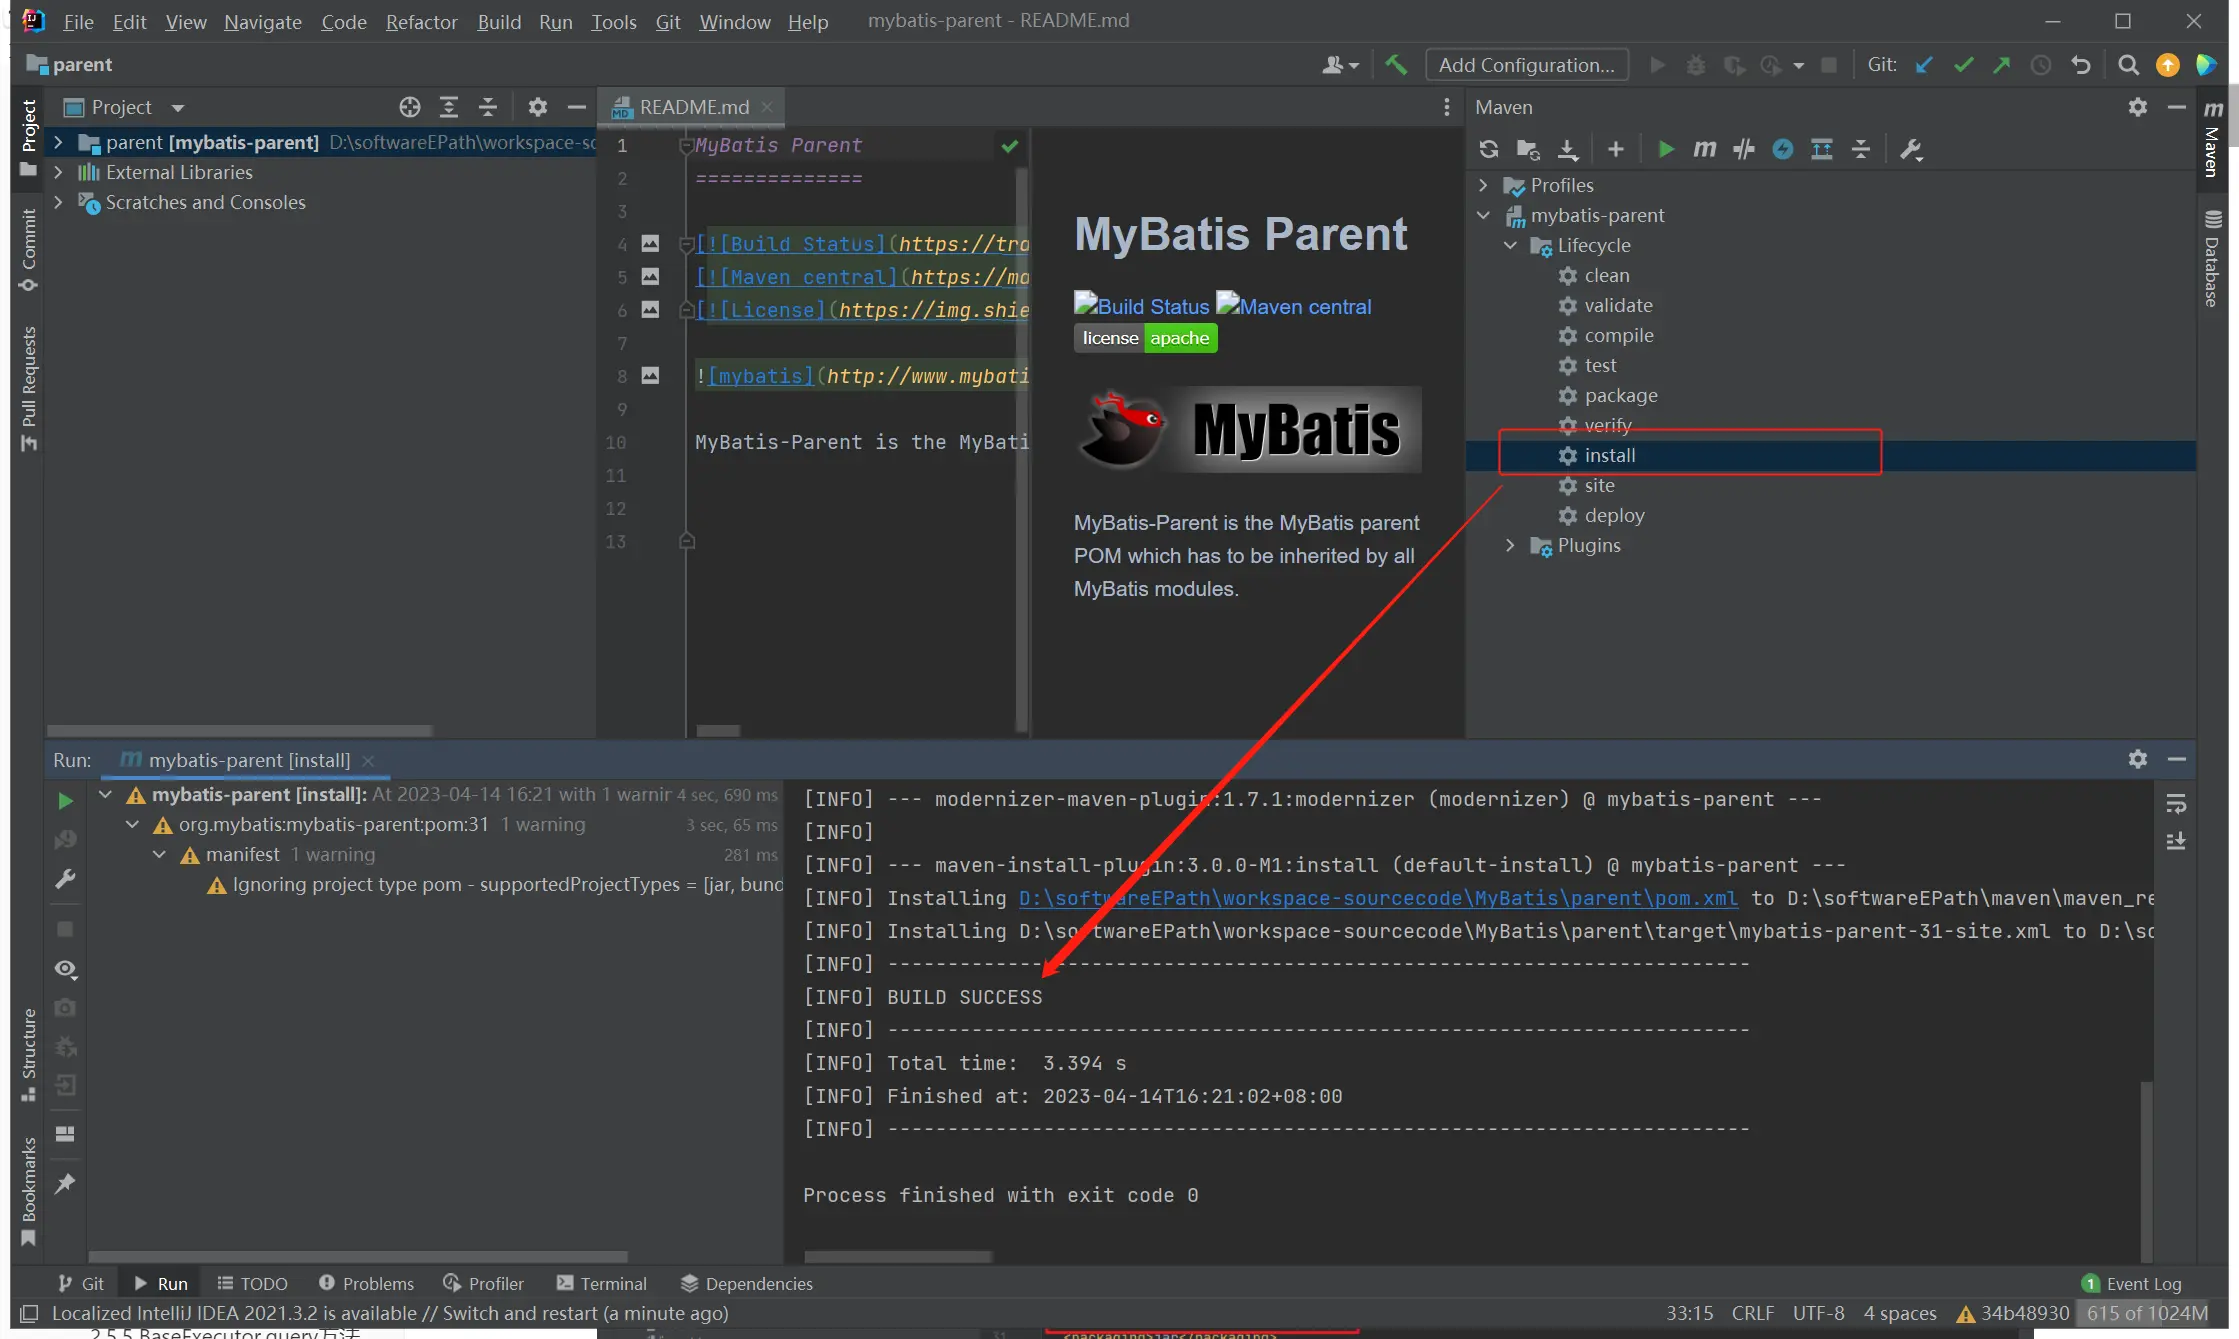 File Edit View Navigate Code Refactor Build Run Tools Git Window Help mybatis-parent - README.md
parent
Add Configuration...
Git:
Project
README.md
Maven
parent [mybatis-parent] D:\softwareEPath\workspace-so
External Libraries
Scratches and Consoles
Project
Commit
Pull Requests
Structure
Bookmarks
1 MyBatis Parent
2 ==============
3
4 [![Build Status](https://tra
5 [![Maven central](https://ma
6 [![License](https://img.shie
7
8 ![mybatis](http://www.mybati
9
10 MyBatis-Parent is the MyBati
11
12
13
MyBatis Parent
Build Status Maven central
license apache
MyBatis
MyBatis-Parent is the MyBatis parent
POM which has to be inherited by all
MyBatis modules.
m
Profiles
mybatis-parent
Lifecycle
clean
validate
compile
test
package
verify
install
site
deploy
Plugins
Maven
Database
Run: mybatis-parent [install]
mybatis-parent [install]: At 2023-04-14 16:21 with 1 warnir 4 sec, 690 ms
org.mybatis:mybatis-parent:pom:31 1 warning 3 sec, 65 ms
manifest 1 warning 281 ms
Ignoring project type pom - supportedProjectTypes = [jar, bund
[INFO] --- modernizer-maven-plugin:1.7.1:modernizer (modernizer) @ mybatis-parent ---
[INFO]
[INFO] --- maven-install-plugin:3.0.0-M1:install (default-install) @ mybatis-parent ---
[INFO] Installing D:\softwareEPath\workspace-sourcecode\MyBatis\parent\pom.xml to D:\softwareEPath\maven\maven_re
[INFO] Installing D:\softwareEPath\workspace-sourcecode\MyBatis\parent\target\mybatis-parent-31-site.xml to D:\so
[INFO] ------------------------------------------------------------------------
[INFO] BUILD SUCCESS
[INFO] ------------------------------------------------------------------------
[INFO] Total time:  3.394 s
[INFO] Finished at: 2023-04-14T16:21:02+08:00
[INFO] ------------------------------------------------------------------------
Process finished with exit code 0
Git Run TODO Problems Profiler Terminal Dependencies 1 Event Log
Localized IntelliJ IDEA 2021.3.2 is available // Switch and restart (a minute ago) 33:15 CRLF UTF-8 4 spaces 34b48930 615 of 1024M
2.5.5 BaseExecutor.query方法